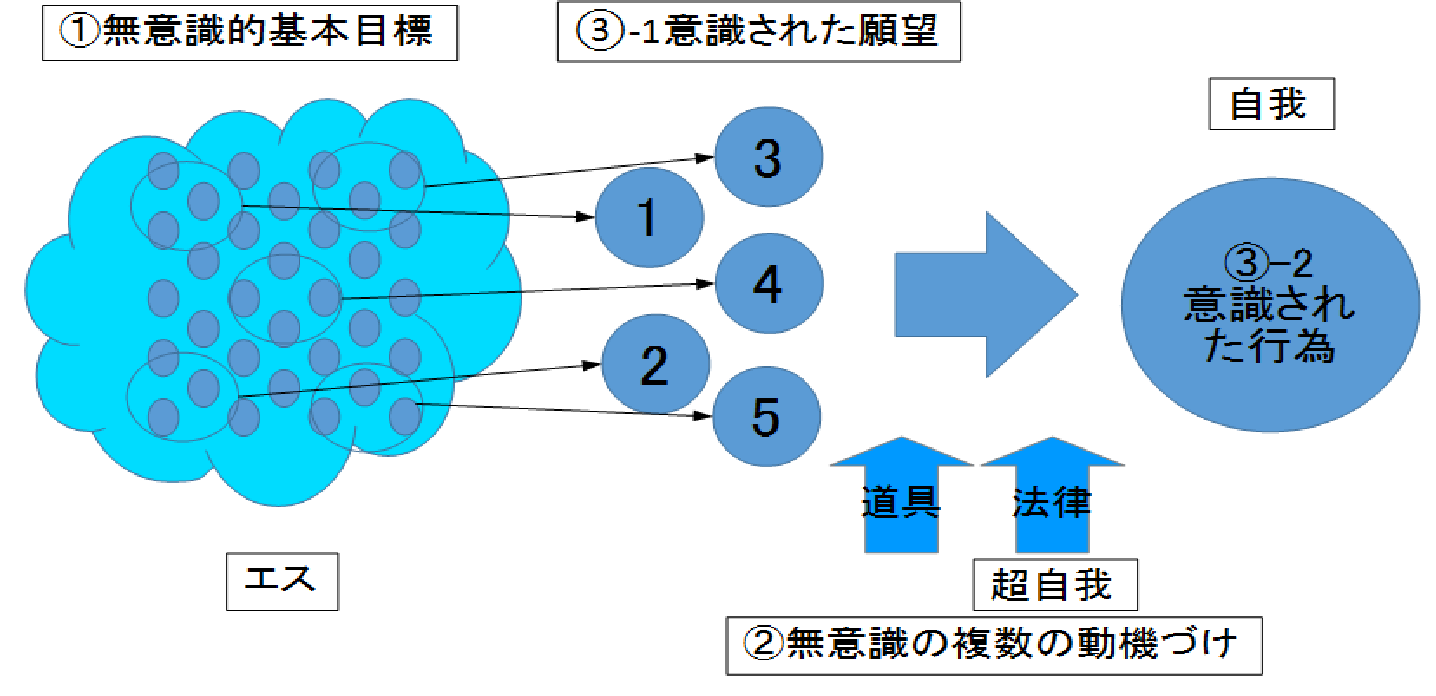 ①無意識的基本目標
③-1意識された願望
自我
3
1
4
2
5
③-2
意識され
た行為
道具
法律
エス
超自我
②無意識の複数の動機づけ